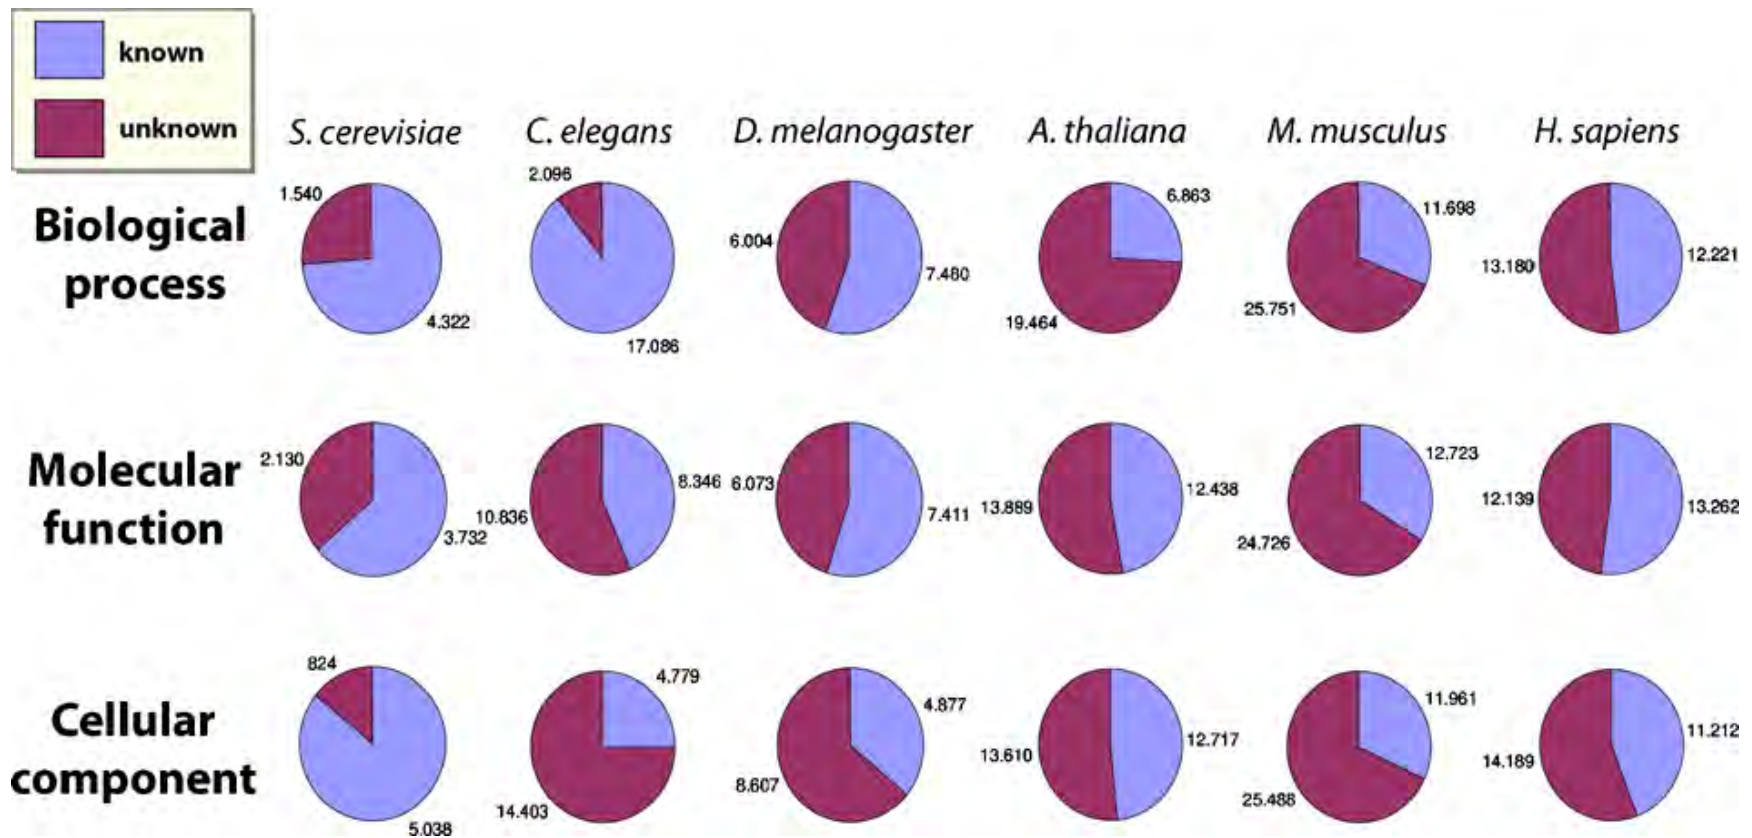 known
unknown
S. cerevisiae
C. elegans
D. melanogaster
A. thaliana
M. musculus
H. sapiens
Biological
process
1.540
4.322
2.096
17.086
6.004
7.480
6.863
19.464
11.698
25.751
13.180
12.221
Molecular
function
2.130
3.732
10.836
8.346
6.073
7.411
13.889
12.438
12.723
24.726
12.139
13.262
Cellular
component
824
5.038
4.779
14.403
4.877
8.607
13.610
12.717
11.961
25.488
14.189
11.212